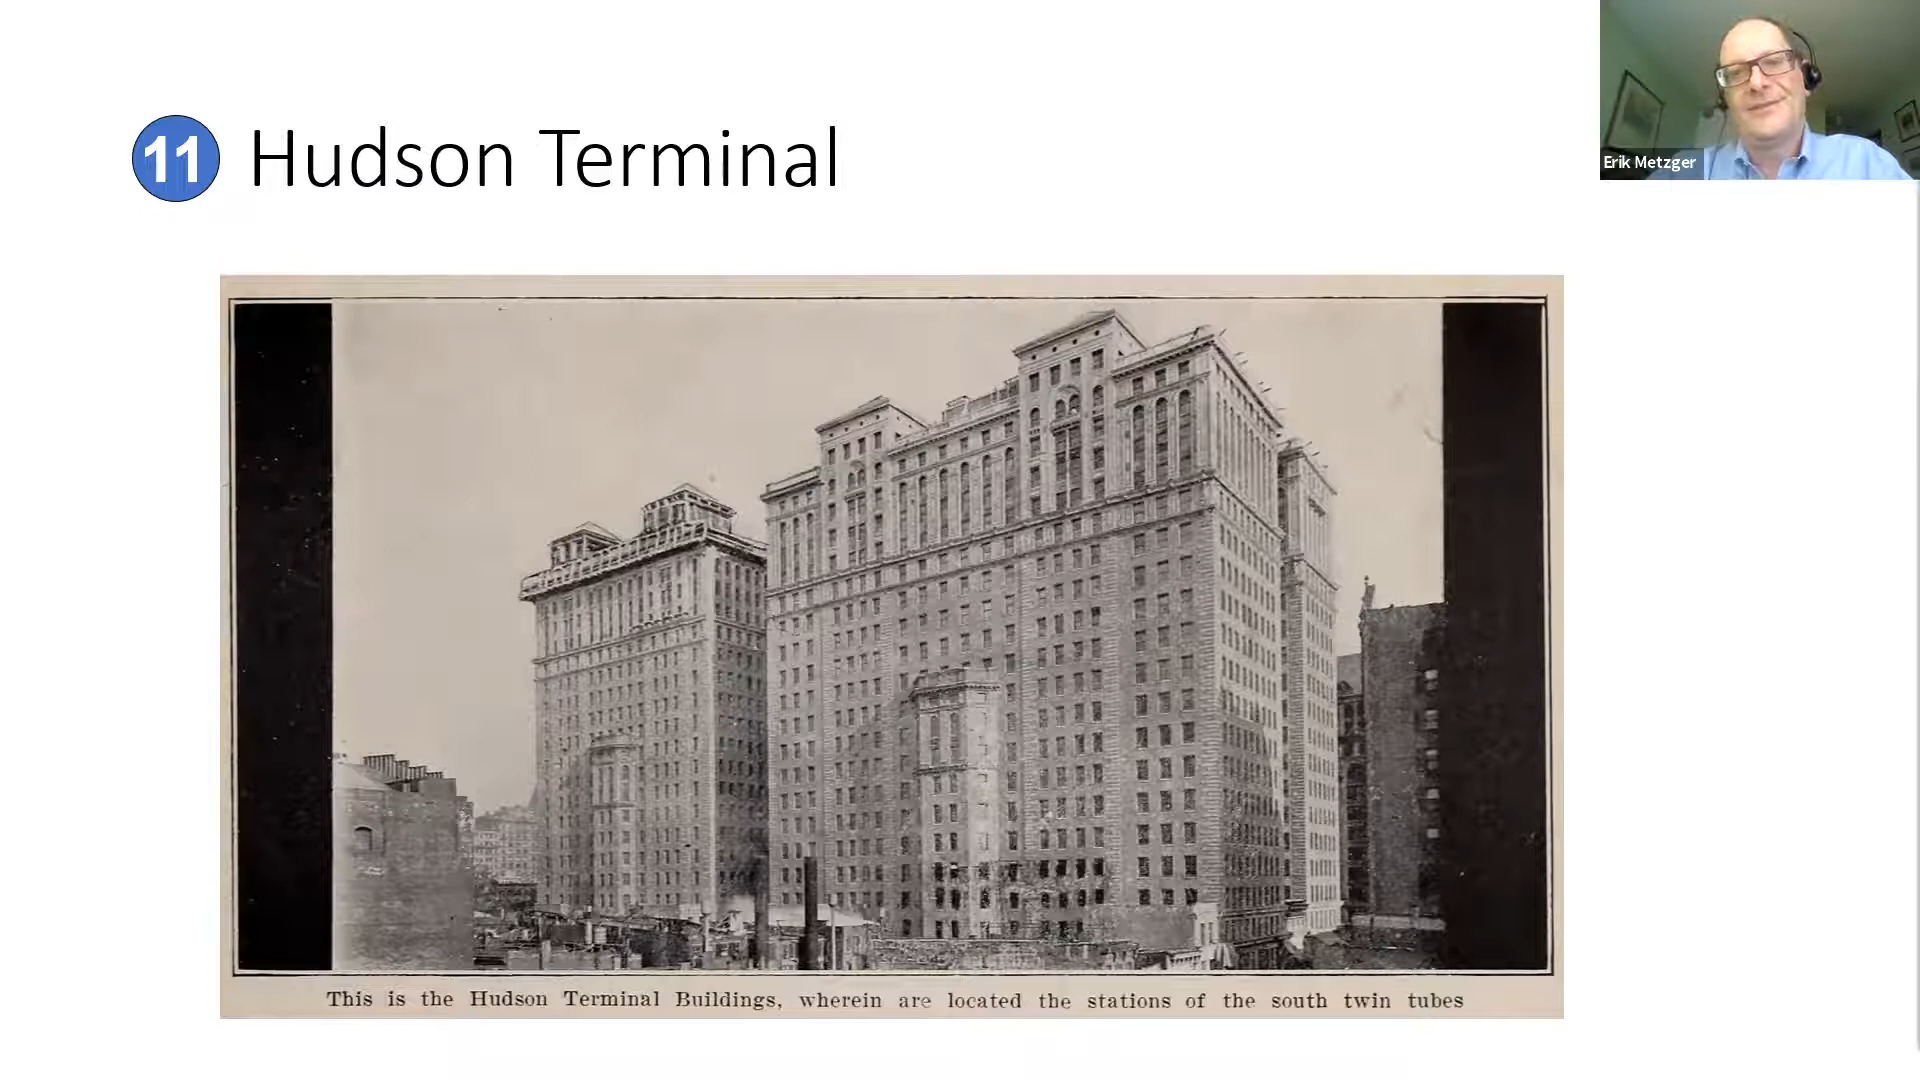 11 Hudson Terminal
Erik Metzger
This is the Hudson Terminal Buildings, wherein are located the stations of the south twin tubes